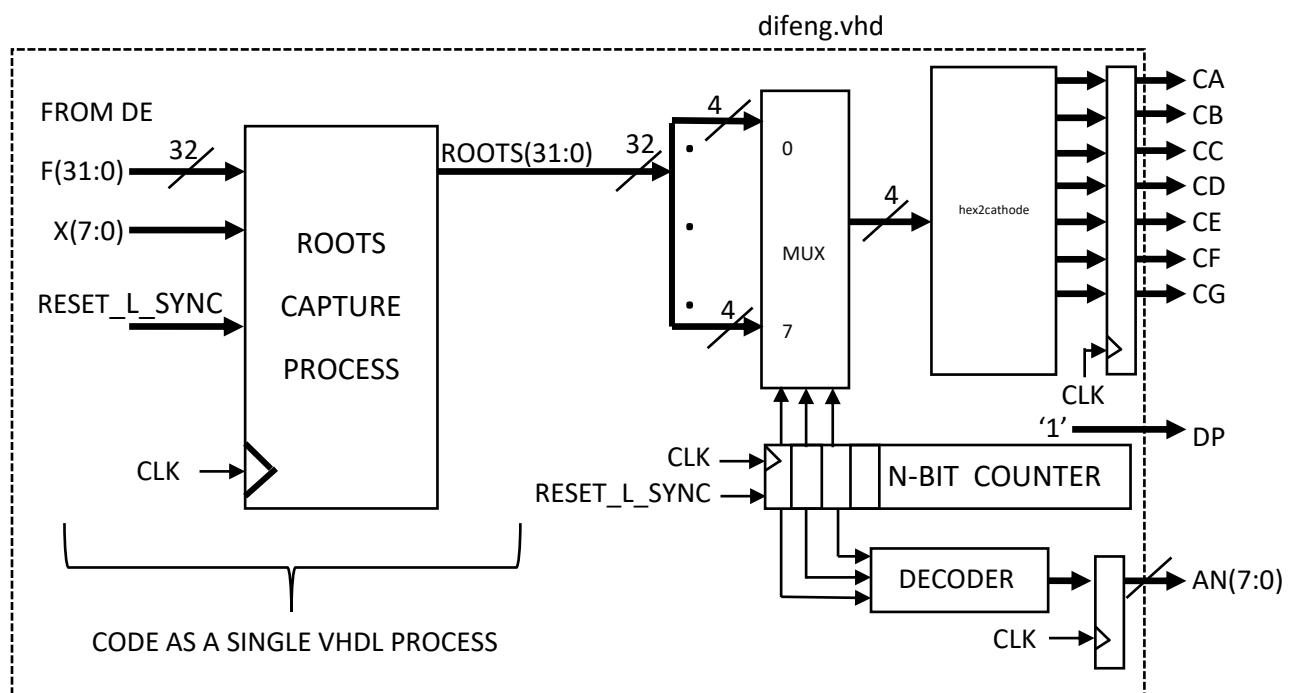 difeng.vhd
FROM DE
F(31:0)
32
X(7:0)
RESET_L_SYNC
CLK
ROOTS
CAPTURE
PROCESS
ROOTS(31:0)
32
4
4
0
MUX
7
4
hex2cathode
CA
CB
CC
CD
CE
CF
CG
CLK
‘1’
DP
CLK
RESET_L_SYNC
N-BIT COUNTER
DECODER
CLK
AN(7:0)
CODE AS A SINGLE VHDL PROCESS